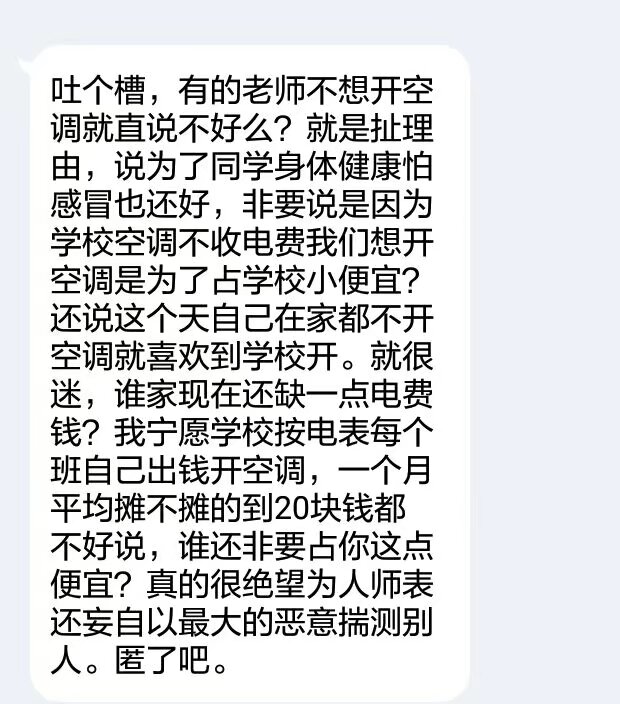 吐个槽，有的老师不想开空
调就直说不好么？就是扯理
由，说为了同学身体健康怕
感冒也还好，非要说是因为
学校空调不收电费我们想开
空调是为了占学校小便宜？
还说这个天自己在家都不开
空调就喜欢到学校开。就很
迷，谁家现在还缺一点电费
钱？我宁愿学校按电表每个
班自己出钱开空调，一个月
平均摊不摊的到20块钱都
不好说，谁还非要占你这点
便宜？真的很绝望为人师表
还妄自以最大的恶意揣测别
人。匿了吧。